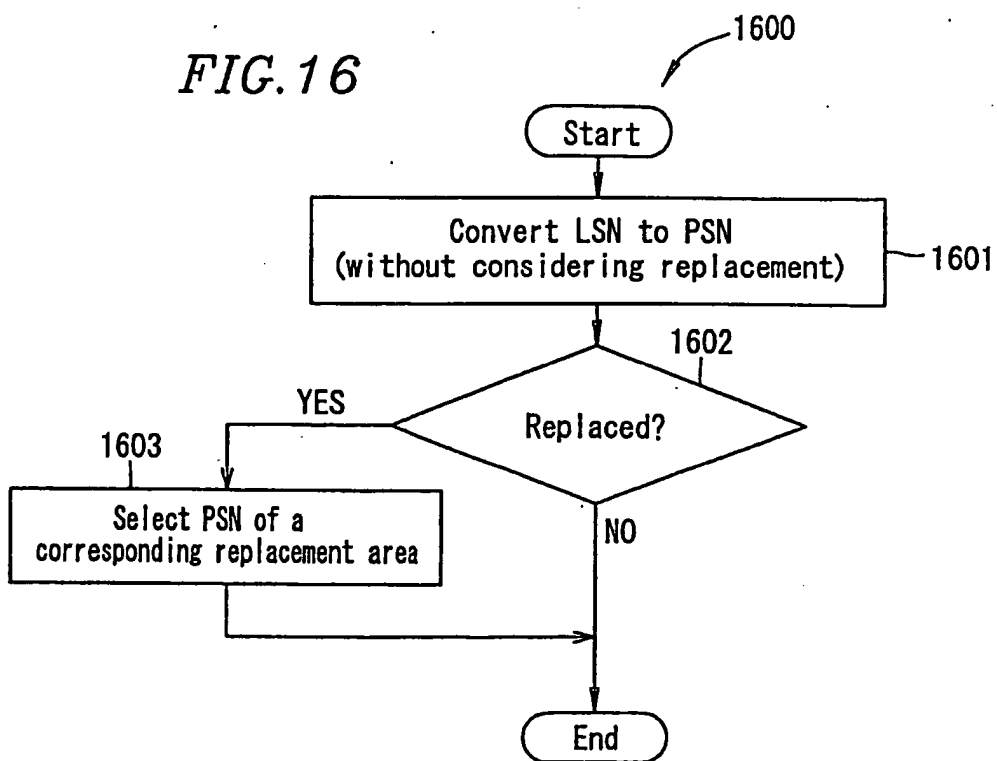 FIG.16
1600
Start
Convert LSN to PSN
(without considering replacement)
1601
1602
YES
Replaced?
1603
Select PSN of a
corresponding replacement area
NO
End